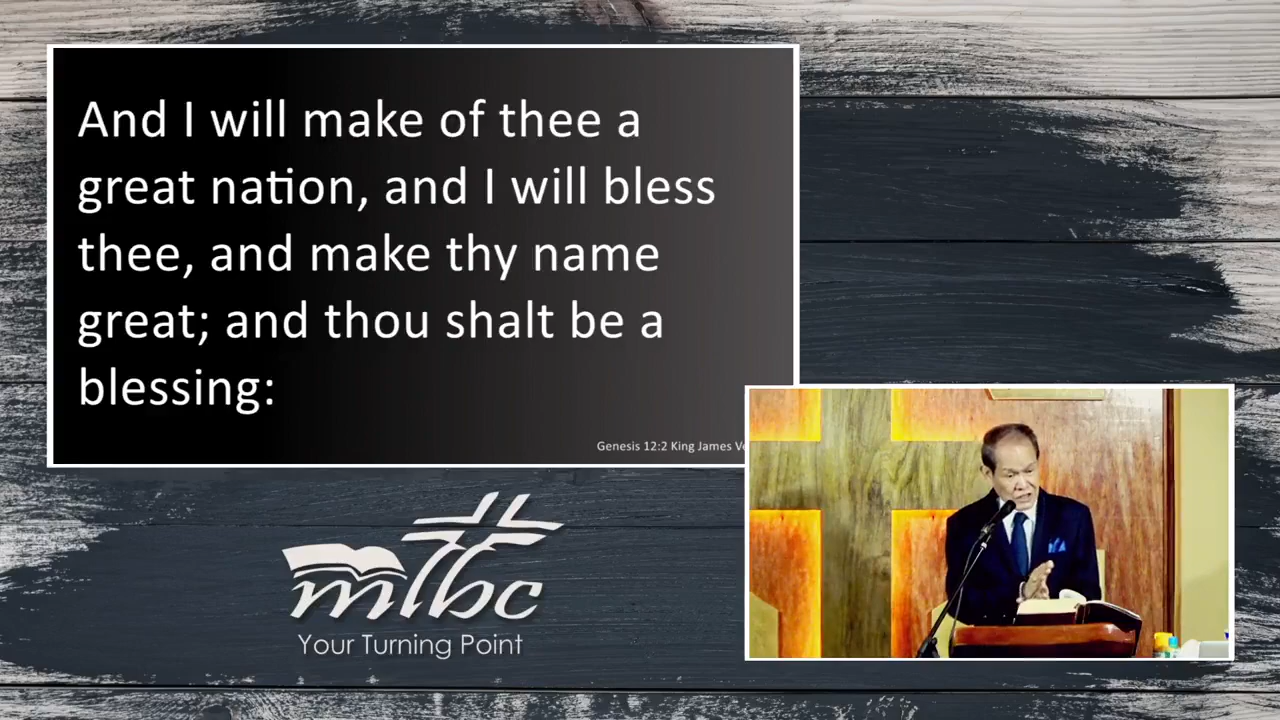 And I will make of thee a
great nation, and I will bless
thee, and make thy name
great; and thou shalt be a
blessing:
Genesis 12:2 King James
mlbc
Your Turning Point